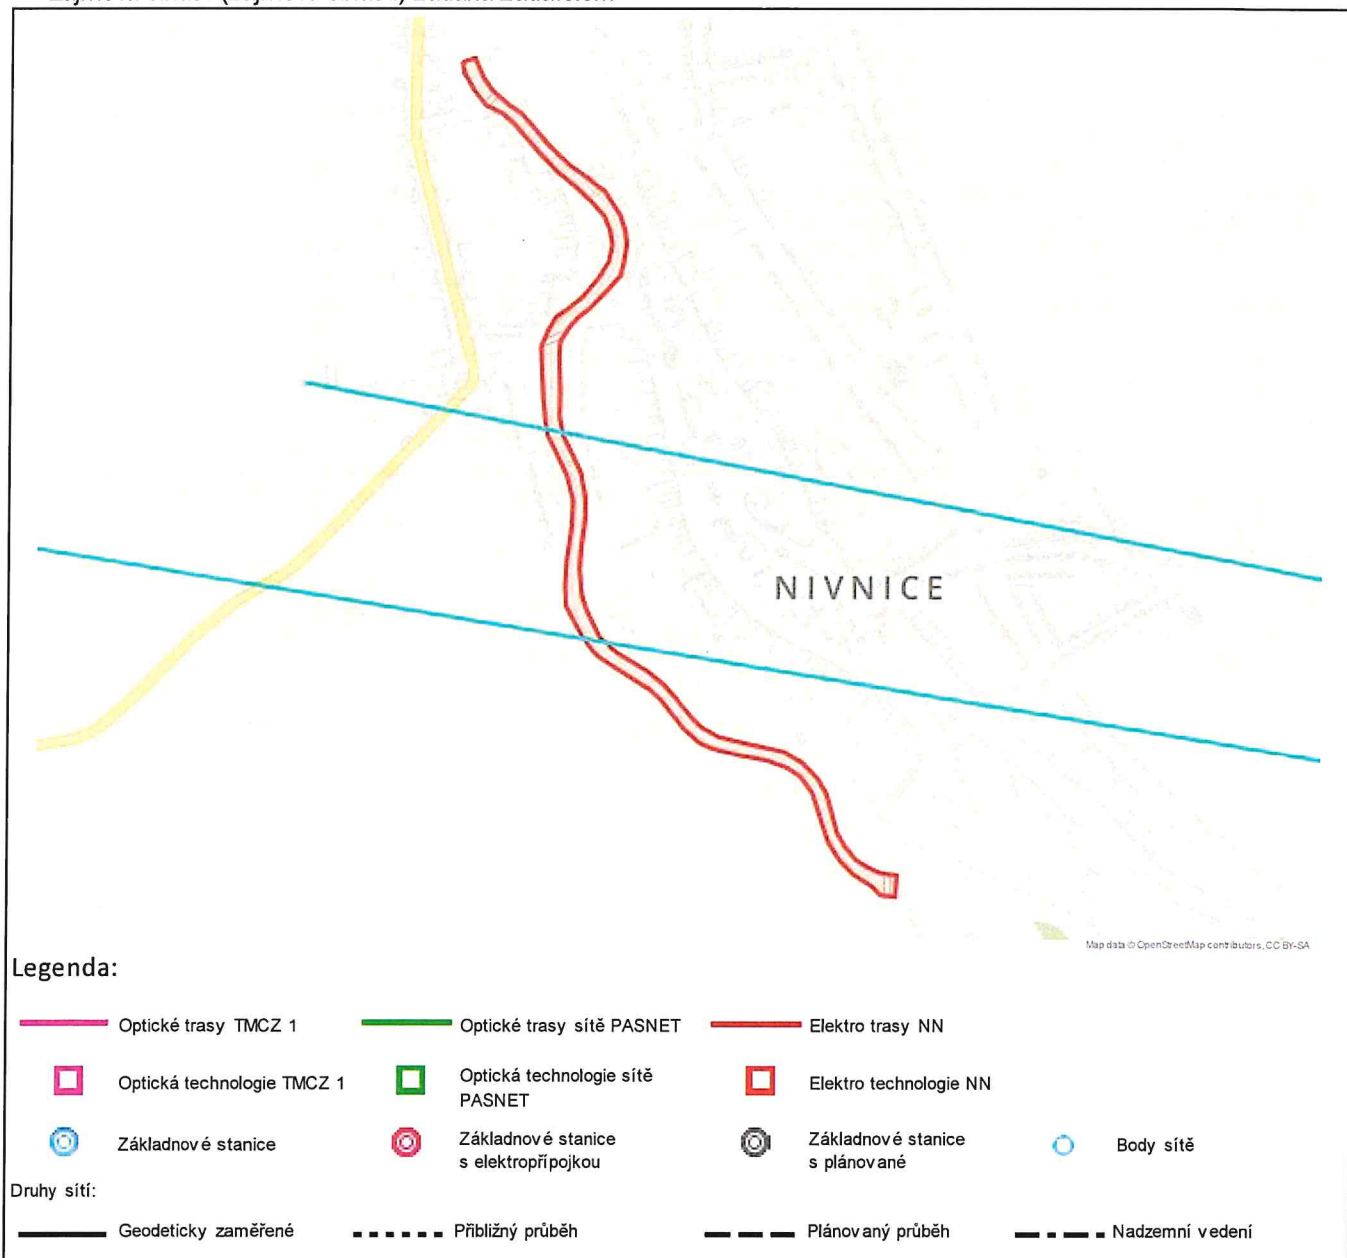 NIVNICE
Map data © OpenStreetMap contributors, CC BY-SA
Legenda:
Optické trasy TMCZ 1
Optické trasy sítě PASNET
Elektro trasy NN
Optická technologie TMCZ 1
Optická technologie sítě
PASNET
Elektro technologie NN
Základnové stanice
Základnové stanice
s elektropřípojkou
Základnové stanice
s plánované
Body sítě
Druhy sítí:
Geodeticky zaměřené
Přibližný průběh
Plánovaný průběh
Nadzemní vedení